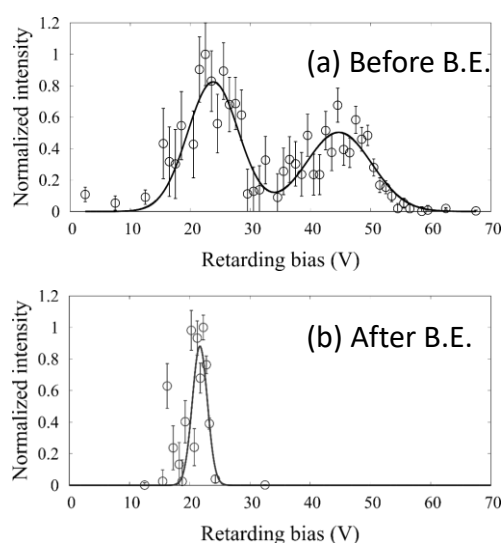 1.2
(a) Before B.E.
1
0.8
0.6
0.4
0.2
0
0 10 20 30 40 50 60 70
Normalized intensity
Retarding bias (V)
1.2
(b) After B.E.
1
0.8
0.6
0.4
0.2
0
0 10 20 30 40 50 60 70
Normalized intensity
Retarding bias (V)